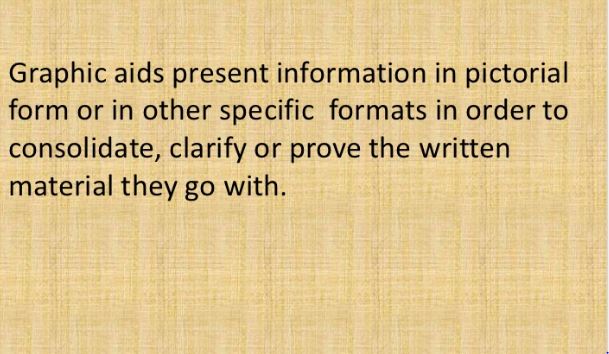 Graphic aids present information in pictorial
form or in other specific  formats in order to
consolidate, clarify or prove the written
material they go with.